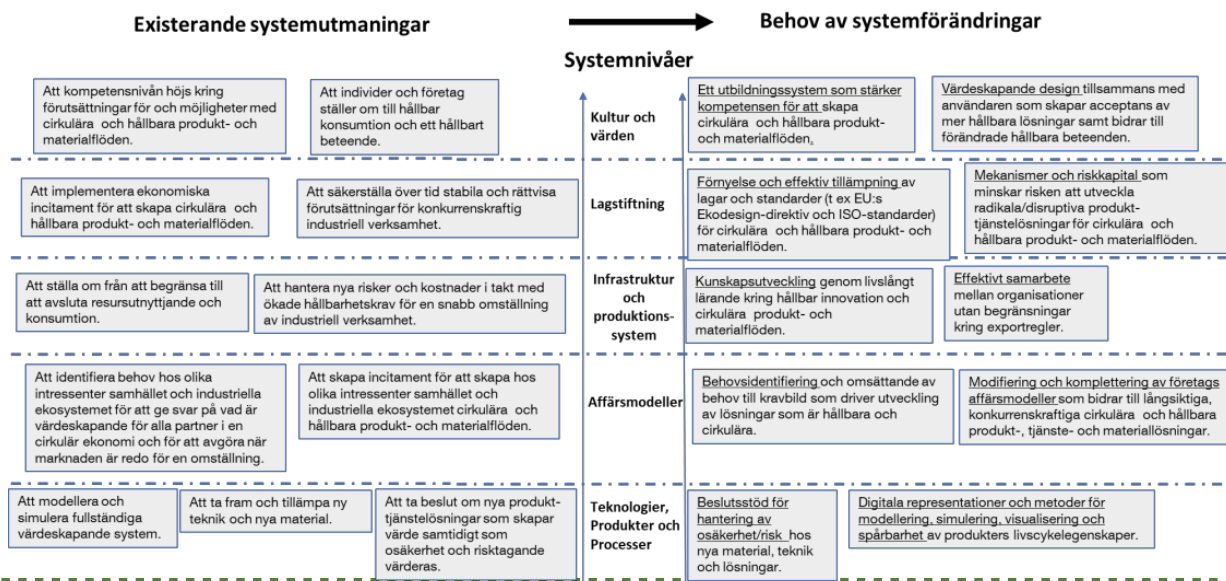 Existerande systemutmaningar
Behov av systemförändringar
Systemnivåer
Att kompetensnivån höjs kring
förutsättningar för och möjligheter med
cirkulära och hållbara produkt- och
materialflöden.
Att individer och företag
ställer om till hållbar
konsumtion och ett hållbart
beteende.
Kultur och
värden
Ett utbildningssystem som stärker
kompetensen för att skapa
cirkulära och hållbara produkt-
och materialflöden.
Värdeskapande design tillsammans med
användaren som skapar acceptans av
mer hållbara lösningar samt bidrar till
förändrade hållbara beteenden.
Att implementera ekonomiska
incitament för att skapa cirkulära och
hållbara produkt- och materialflöden.
Att säkerställa över tid stabila och rättvisa
förutsättningar för konkurrenskraftig
industriell verksamhet.
Lagstiftning
Förnyelse och effektiv tillämpning av
lagar och standarder (t ex EU:s
Ekodesign-direktiv och ISO-standarder)
för cirkulära och hållbara produkt- och
materialflöden.
Mekanismer och riskkapital som
minskar risken att utveckla
radikala/disruptiva produkt-
tjänstelösningar för cirkulära och
hållbara produkt- och materialflöden.
Att ställa om från att begränsa till
att avsluta resursutnyttjande och
konsumtion.
Att hantera nya risker och kostnader i takt med
ökade hållbarhetskrav för en snabb omställning
av industriell verksamhet.
Infrastruktur
och
produktions-
system
Kunskapsutveckling genom livslångt
lärande kring hållbar innovation och
cirkulära produkt- och
materialflöden.
Effektivt samarbete
mellan organisationer
utan begränsningar
kring exportregler.
Att identifiera behov hos olika
intressenter samhället och industriella
ekosystemet för att ge svar på vad är
värdeskapande för alla partner i en
cirkulär ekonomi och för att avgöra när
marknaden är redo för en omställning.
Att skapa incitament för att skapa hos
olika intressenter samhället och
industriella ekosystemet cirkulära och
hållbara produkt- och materialflöden.
Affärsmodeller
Behovsidentifiering och omsättande av
behov till kravbild som driver utveckling
av lösningar som är hållbara och
cirkulära.
Modifiering och komplettering av företags
affärsmodeller som bidrar till långsiktiga,
konkurrenskraftiga cirkulära och hållbara
produkt-, tjänste- och materiallösningar.
Att modellera och
simulera fullständiga
värdeskapande system.
Att ta fram och tillämpa ny
teknik och nya material.
Att ta beslut om nya produkt-
tjänstelösningar som skapar
värde samtidigt som
osäkerhet och risktagande
värderas.
Teknologier,
Produkter och
Processer
Beslutsstöd för
hantering av
osäkerhet/risk hos
nya material, teknik
och lösningar.
Digitala representationer och metoder för
modellering, simulering, visualisering och
spårbarhet av produkters livscykelegenskaper.